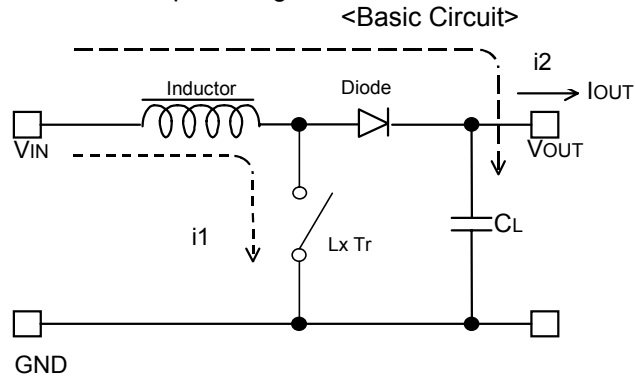 <Basic Circuit>
i2
Inductor
Diode
IOUT
VIN
VOUT
i1
Lx Tr
CL
GND